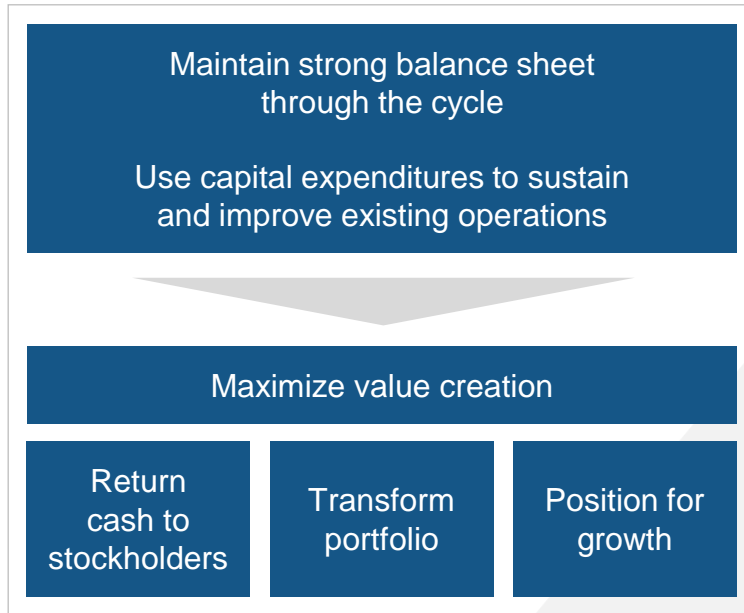 Maintain strong balance sheet
through the cycle
Use capital expenditures to sustain
and improve existing operations
Maximize value creation
Return
cash to
stockholders
Transform
portfolio
Position for
growth